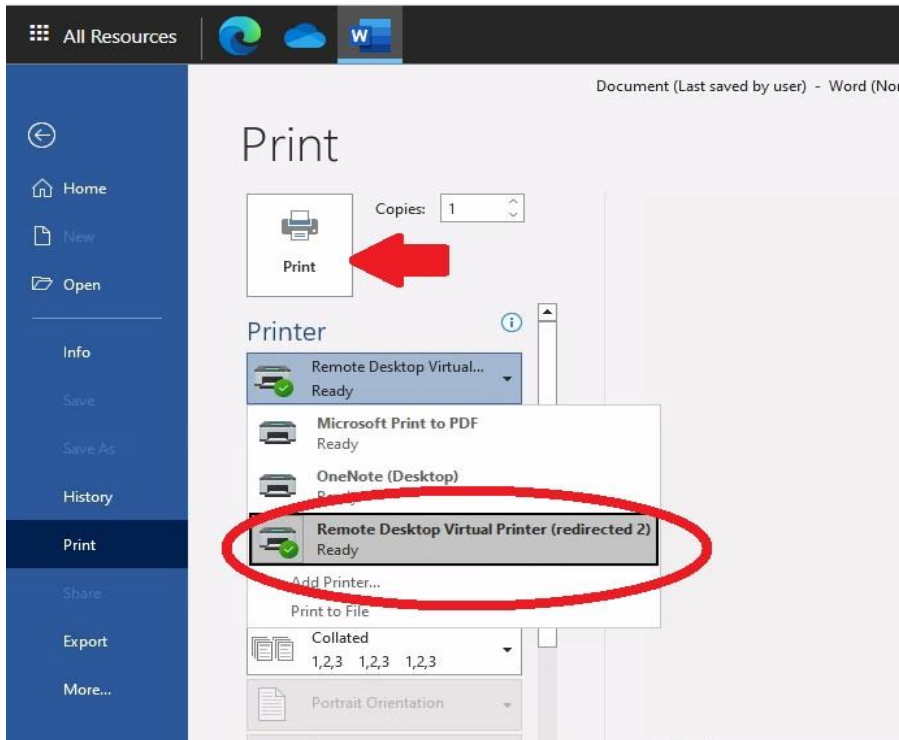 All Resources
W
Document (Last saved by user) - Word (Nor
Print
Home
Copies: 1
New
Print
Open
Printer
Info
Remote Desktop Virtual...
Ready
Save
Microsoft Print to PDF
Ready
Save As
OneNote (Desktop)
Ready
History
Remote Desktop Virtual Printer (redirected 2)
Ready
Print
Add Printer...
Share
Print to File
Export
Collated
1,2,3 1,2,3 1,2,3
More...
Portrait Orientation